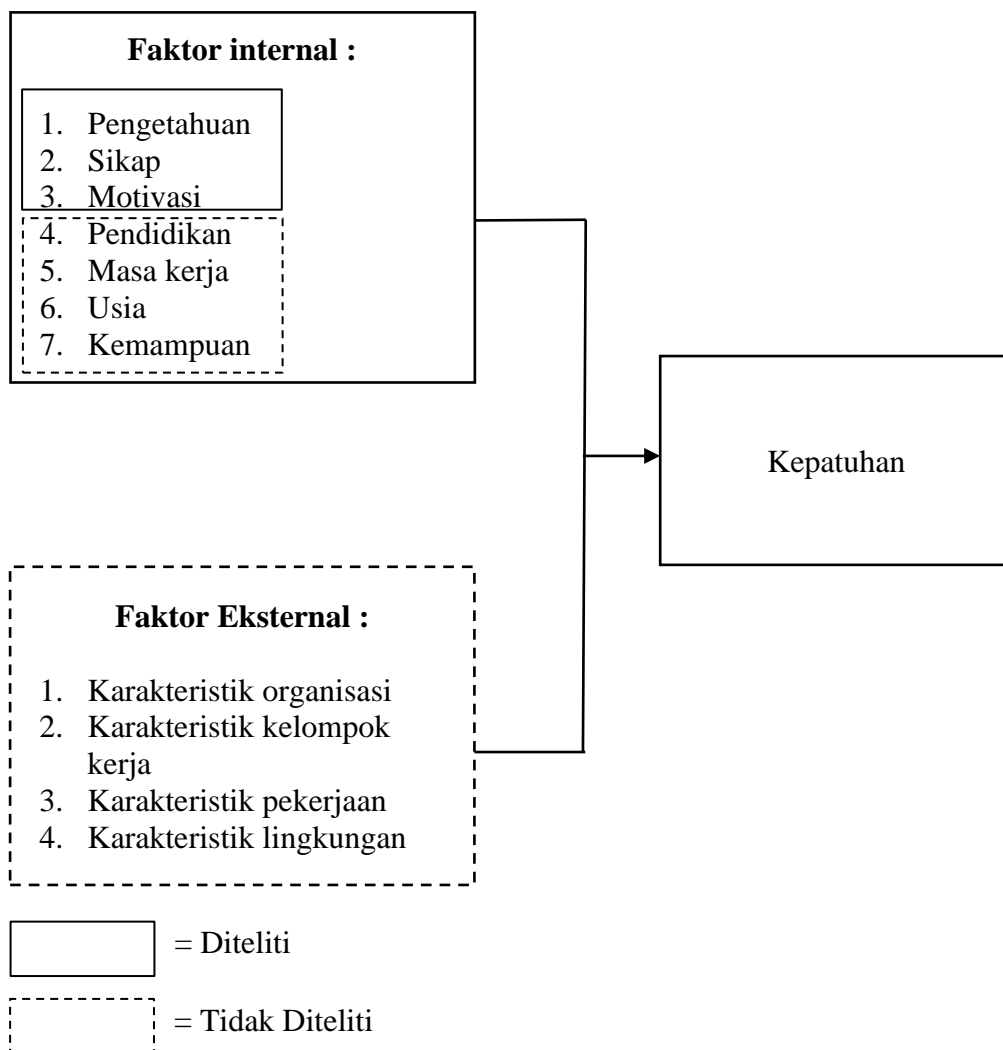 Faktor internal :
1. Pengetahuan
2. Sikap
3. Motivasi
4. Pendidikan
5. Masa kerja
6. Usia
7. Kemampuan
Kepatuhan
Faktor Eksternal :
1. Karakteristik organisasi
2. Karakteristik kelompok
kerja
3. Karakteristik pekerjaan
4. Karakteristik lingkungan
= Diteliti
= Tidak Diteliti